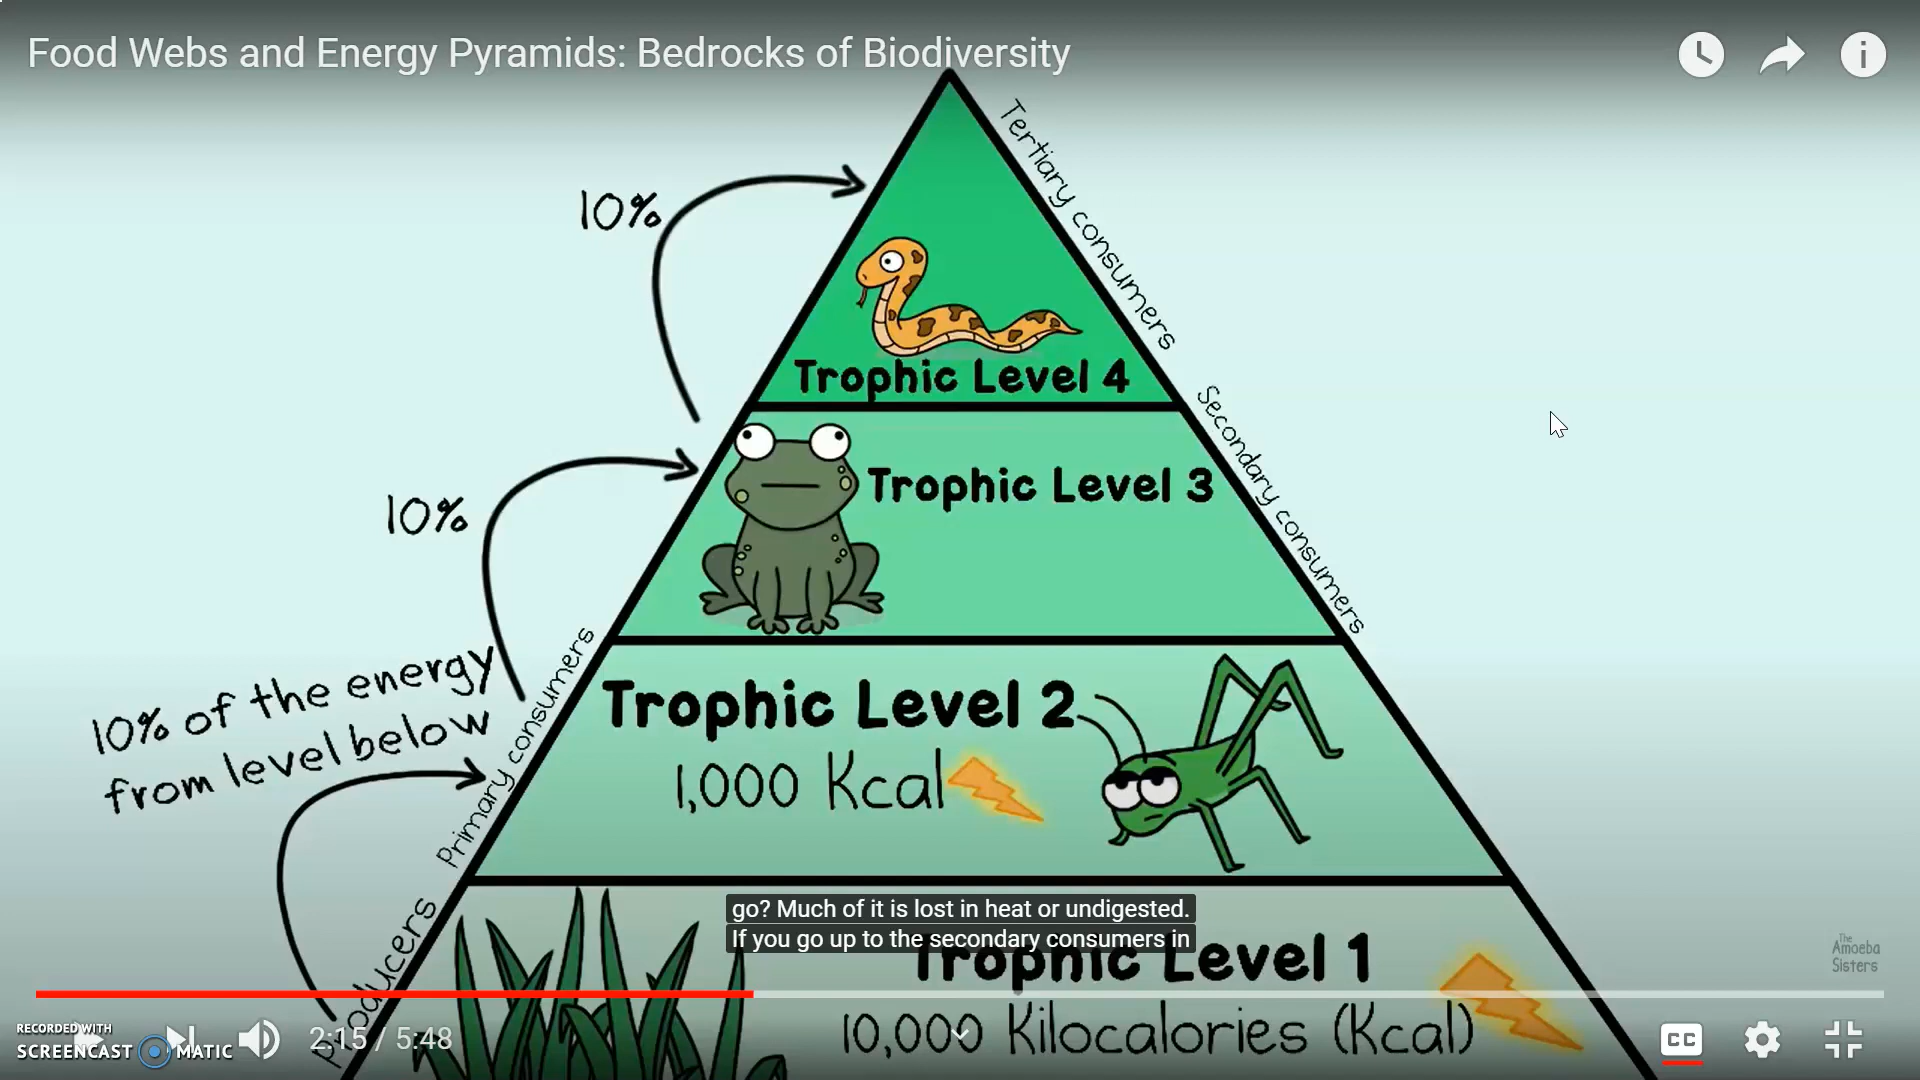 Food Webs and Energy Pyramids: Bedrocks of Biodiversity
Tertiary consumers
10%
Trophic Level 4
Secondary consumers
10%
Trophic Level 3
10% of the energy
from level below
Primary consumers
Trophic Level 2
1,000 Kcal
go? Much of it is lost in heat or undigested.
If you go up to the secondary consumers in
Producers
Trophic Level 1
10,000 Kilocalories (Kcal)
The
Amoeba
Sisters
RECORDED WITH
SCREENCAST MATIC
2:15 / 5:48
CC